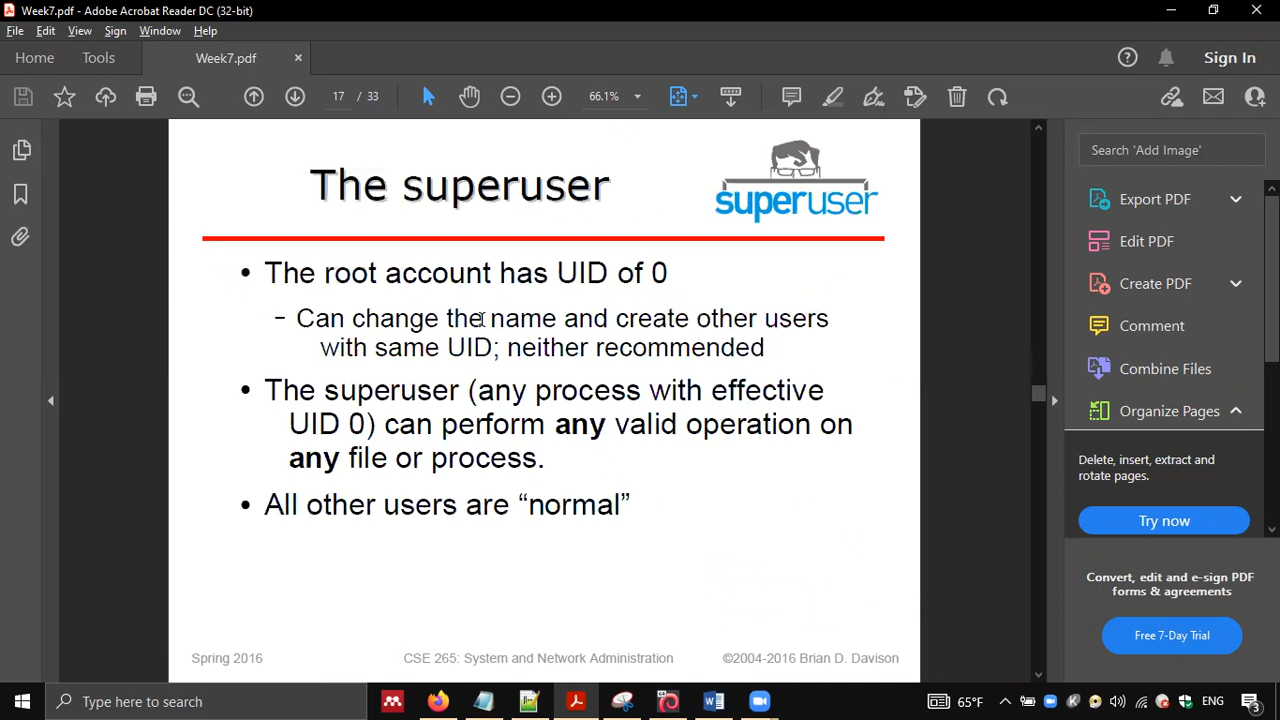 Week7.pdf - Adobe Acrobat Reader DC (32-bit)
File Edit View Sign Window Help
Home Tools Week7.pdf × Sign In
17 / 33 66.1%
The superuser
superuser
• The root account has UID of 0
– Can change the name and create other users
with same UID; neither recommended
• The superuser (any process with effective
UID 0) can perform any valid operation on
any file or process.
• All other users are “normal”
Spring 2016 CSE 265: System and Network Administration ©2004-2016 Brian D. Davison
Search 'Add Image'
Export PDF
Edit PDF
Create PDF
Comment
Combine Files
Organize Pages
Delete, insert, extract and
rotate pages.
Try now
Convert, edit and e-sign PDF
forms & agreements
Free 7-Day Trial
Type here to search 65°F ENG 3